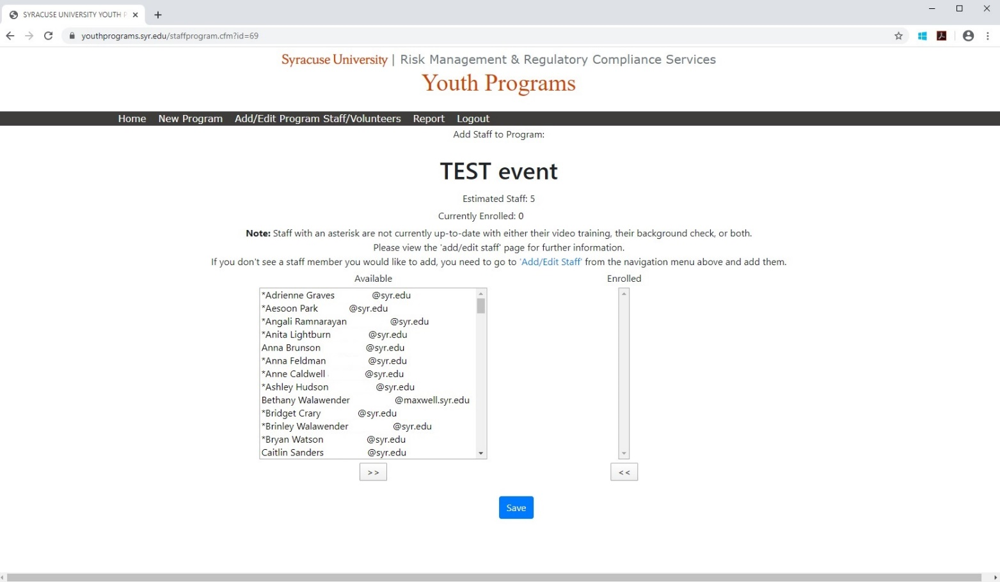 SYRACUSE UNIVERSITY YOUTH P
youthprograms.syr.edu/staffprogram.cfm?id=69
Syracuse University | Risk Management & Regulatory Compliance Services
Youth Programs
Home New Program Add/Edit Program Staff/Volunteers Report Logout
Add Staff to Program:
TEST event
Estimated Staff: 5
Currently Enrolled: 0
Note: Staff with an asterisk are not currently up-to-date with either their video training, their background check, or both.
Please view the 'add/edit staff' page for further information.
If you don't see a staff member you would like to add, you need to go to 'Add/Edit Staff' from the navigation menu above and add them.
Available Enrolled
*Adrienne Graves @syr.edu
*Aesoon Park @syr.edu
*Angali Ramnarayan @syr.edu
*Anita Lightburn @syr.edu
Anna Brunson @syr.edu
*Anna Feldman @syr.edu
*Anne Caldwell @syr.edu
*Ashley Hudson @syr.edu
Bethany Walawender @maxwell.syr.edu
*Bridget Crary @syr.edu
*Brinley Walawender @syr.edu
*Bryan Watson @syr.edu
Caitlin Sanders @syr.edu
>> <<
Save